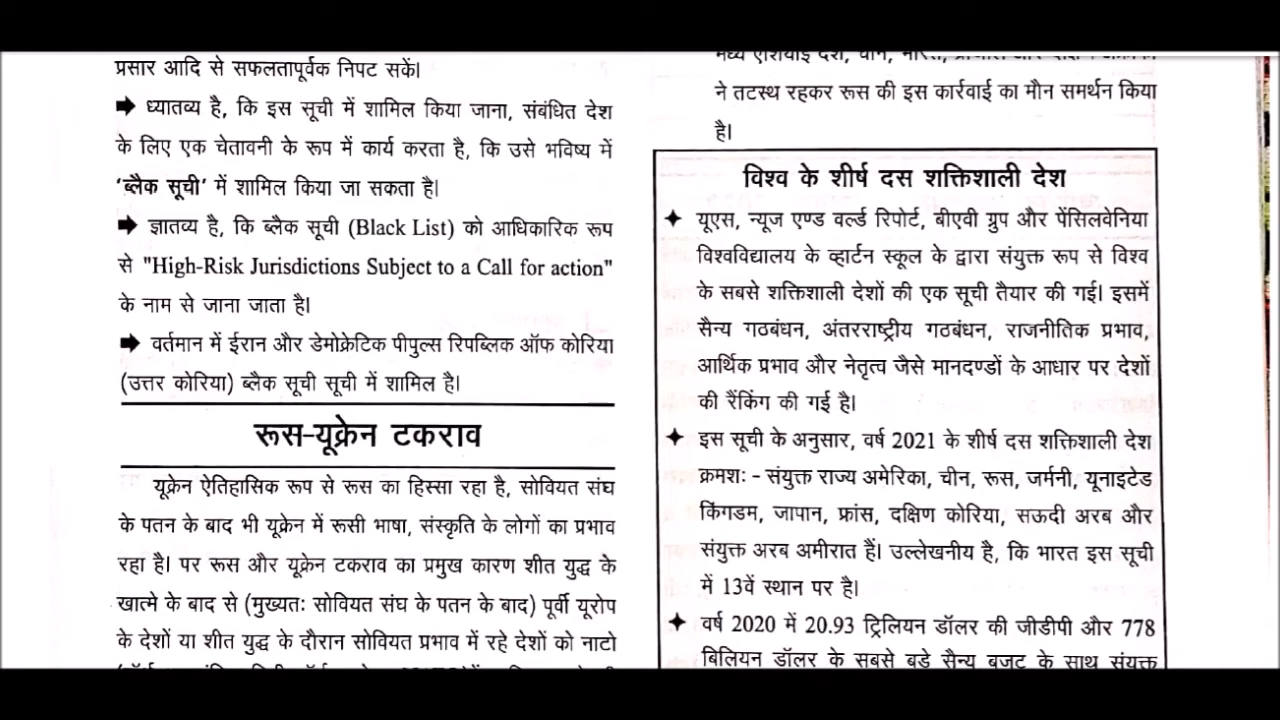 प्रसार आदि से सफलतापूर्वक निपट सकें।
➡ ध्यातव्य है, कि इस सूची में शामिल किया जाना, संबंधित देश
के लिए एक चेतावनी के रूप में कार्य करता है, कि उसे भविष्य में
‘ब्लैक सूची’ में शामिल किया जा सकता है।
➡ ज्ञातव्य है, कि ब्लैक सूची (Black List) को आधिकारिक रूप
से "High-Risk Jurisdictions Subject to a Call for action"
के नाम से जाना जाता है।
➡ वर्तमान में ईरान और डेमोक्रेटिक पीपुल्स रिपब्लिक ऑफ कोरिया
(उत्तर कोरिया) ब्लैक सूची सूची में शामिल है।
रूस-यूक्रेन टकराव
यूक्रेन ऐतिहासिक रूप से रूस का हिस्सा रहा है, सोवियत संघ
के पतन के बाद भी यूक्रेन में रूसी भाषा, संस्कृति के लोगों का प्रभाव
रहा है। पर रूस और यूक्रेन टकराव का प्रमुख कारण शीत युद्ध के
खात्मे के बाद से (मुख्यतः सोवियत संघ के पतन के बाद) पूर्वी यूरोप
के देशों या शीत युद्ध के दौरान सोवियत प्रभाव में रहे देशों को नाटो
मध्य एशियाई देश, चीन, भारत,
ने तटस्थ रहकर रूस की इस कार्रवाई का मौन समर्थन किया
है।
विश्व के शीर्ष दस शक्तिशाली देश
✦ यूएस, न्यूज एण्ड वर्ल्ड रिपोर्ट, बीएवी ग्रुप और पेंसिलवेनिया
विश्वविद्यालय के व्हार्टन स्कूल के द्वारा संयुक्त रूप से विश्व
के सबसे शक्तिशाली देशों की एक सूची तैयार की गई। इसमें
सैन्य गठबंधन, अंतरराष्ट्रीय गठबंधन, राजनीतिक प्रभाव,
आर्थिक प्रभाव और नेतृत्व जैसे मानदण्डों के आधार पर देशों
की रैंकिंग की गई है।
✦ इस सूची के अनुसार, वर्ष 2021 के शीर्ष दस शक्तिशाली देश
क्रमशः - संयुक्त राज्य अमेरिका, चीन, रूस, जर्मनी, यूनाइटेड
किंगडम, जापान, फ्रांस, दक्षिण कोरिया, सऊदी अरब और
संयुक्त अरब अमीरात हैं। उल्लेखनीय है, कि भारत इस सूची
में 13वें स्थान पर है।
✦ वर्ष 2020 में 20.93 ट्रिलियन डॉलर की जीडीपी और 778
बिलियन डॉलर के सबसे बड़े सैन्य बजट के साथ संयुक्त